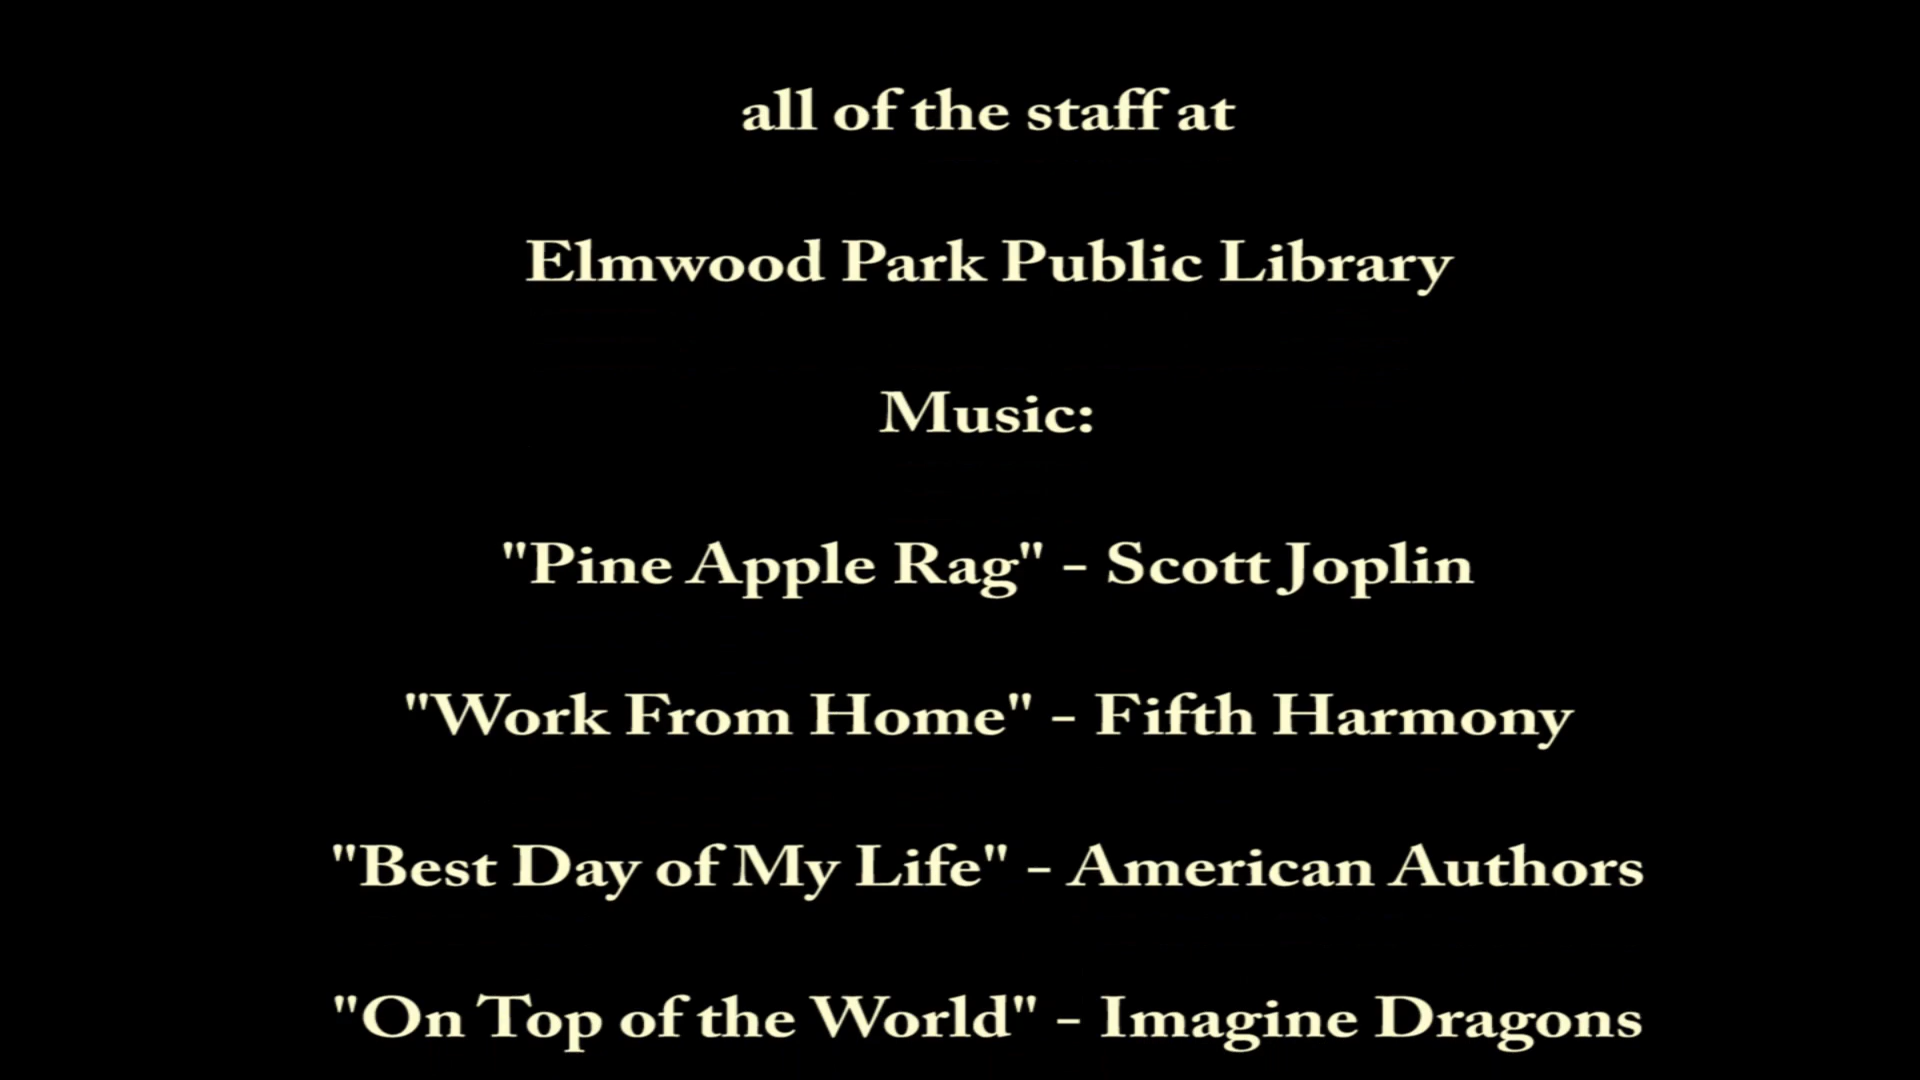 all of the staff at
Elmwood Park Public Library
Music:
"Pine Apple Rag" - Scott Joplin
"Work From Home" - Fifth Harmony
"Best Day of My Life" - American Authors
"On Top of the World" - Imagine Dragons